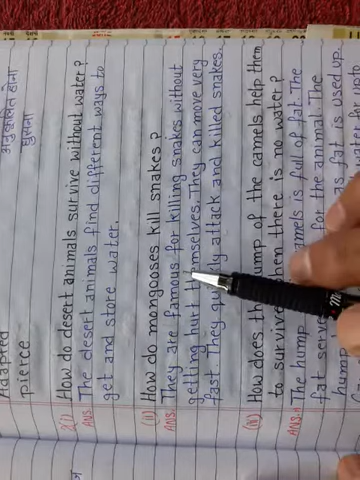 अनुकूलित होना
घुसना
Adapted
pierce
2(i) How do desert animals survive without water?
Ans. The desert animals find different ways to
get and store water.
(ii) How do mongooses kill snakes?
Ans. They are famous for killing snakes without
getting hurt themselves. They can move very
fast. They quickly attack and killed snakes.
How does the hump of the camels help them
to survive when there is no water?
Ans. The hump camels is full of fat. The
fat serve for the animal. The
hump as fat is used up.
upto